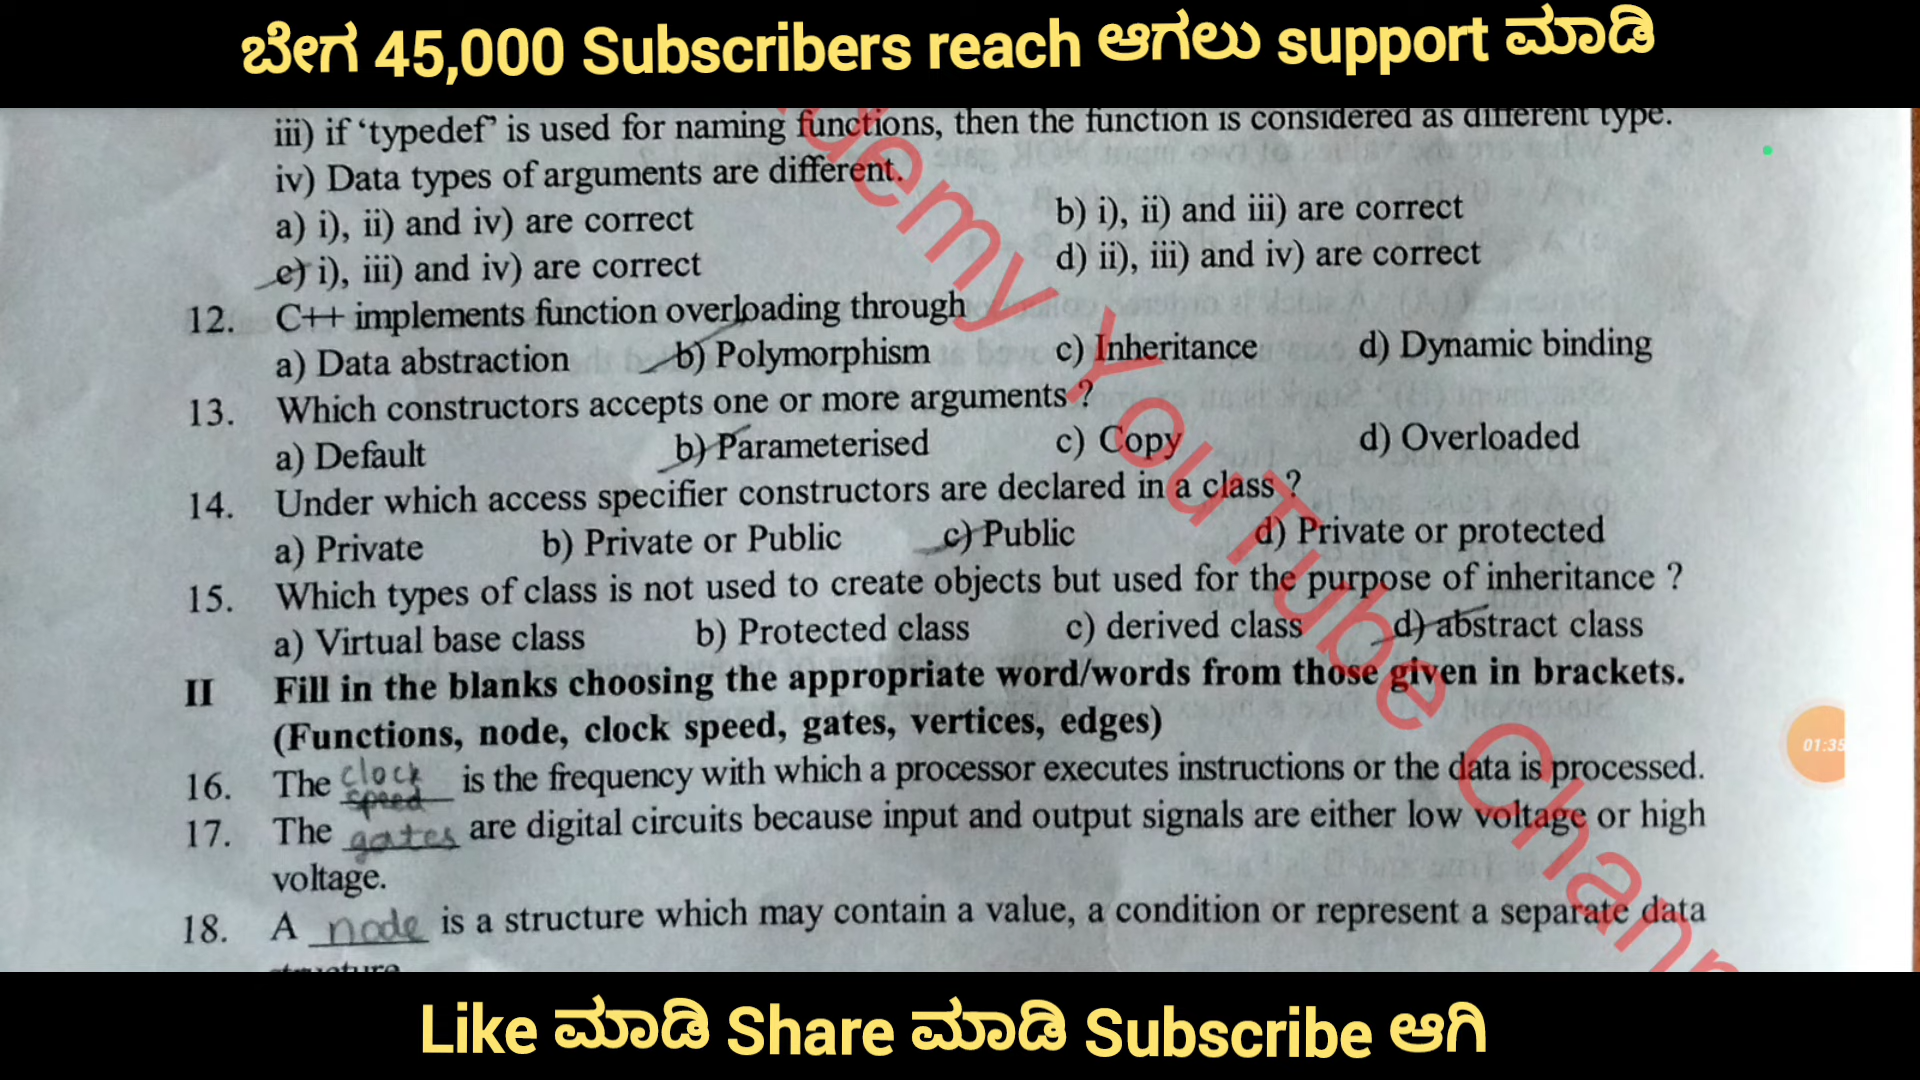 ಬೇಗ 45,000 Subscribers reach ಆಗಲು support ಮಾಡಿ
iii) if ‘typedef’ is used for naming functions, then the function is considered as different type.
iv) Data types of arguments are different.
a) i), ii) and iv) are correct b) i), ii) and iii) are correct
c) i), iii) and iv) are correct d) ii), iii) and iv) are correct
12. C++ implements function overloading through
a) Data abstraction b) Polymorphism c) Inheritance d) Dynamic binding
13. Which constructors accepts one or more arguments ?
a) Default b) Parameterised c) Copy d) Overloaded
14. Under which access specifier constructors are declared in a class ?
a) Private b) Private or Public c) Public d) Private or protected
15. Which types of class is not used to create objects but used for the purpose of inheritance ?
a) Virtual base class b) Protected class c) derived class d) abstract class
II Fill in the blanks choosing the appropriate word/words from those given in brackets.
(Functions, node, clock speed, gates, vertices, edges)
16. The clock speed is the frequency with which a processor executes instructions or the data is processed.
17. The gates are digital circuits because input and output signals are either low voltage or high
voltage.
18. A node is a structure which may contain a value, a condition or represent a separate data
structure
YouTube
01:35
Like ಮಾಡಿ Share ಮಾಡಿ Subscribe ಆಗಿ